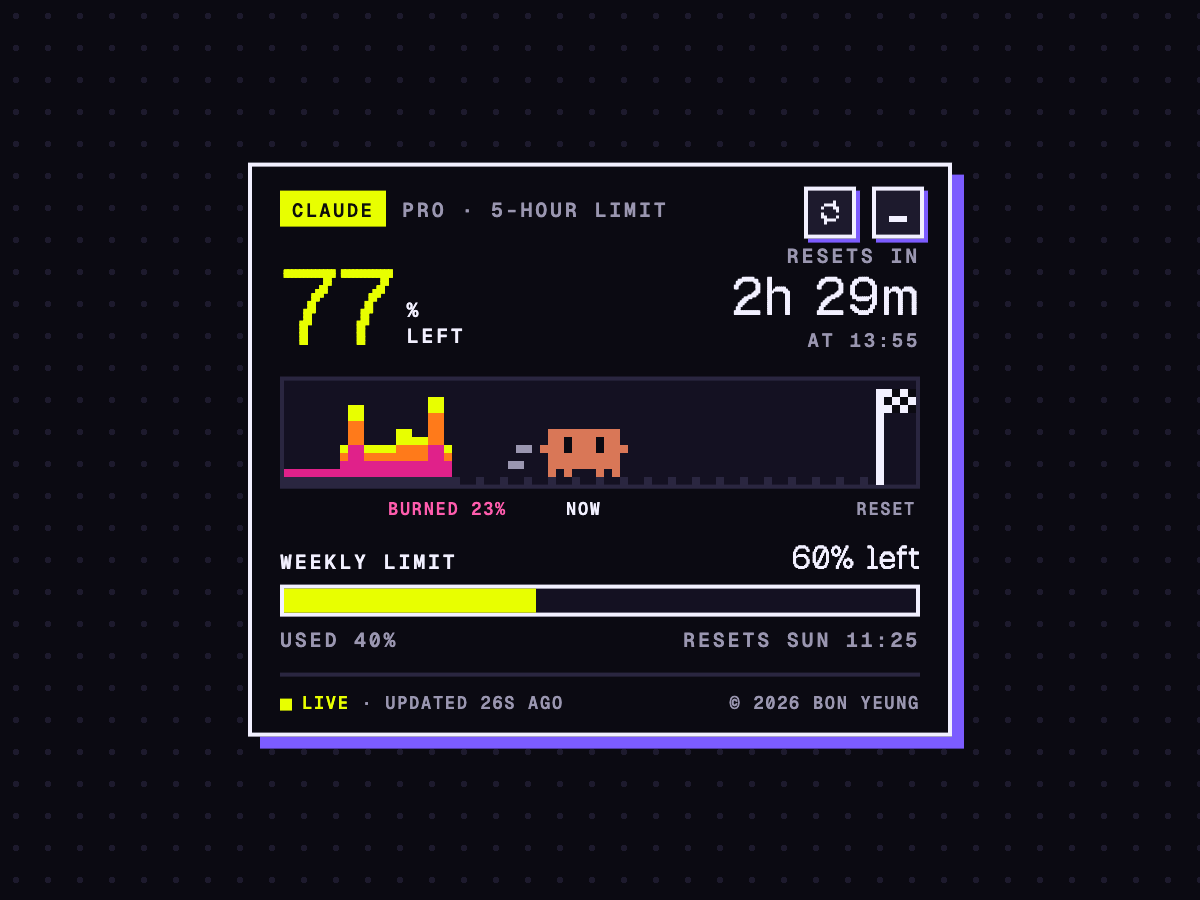 CLAUDE PRO · 5-HOUR LIMIT
RESETS IN
77 % LEFT
2h 29m
AT 13:55
BURNED 23% NOW RESET
WEEKLY LIMIT 60% left
USED 40% RESETS SUN 11:25
LIVE · UPDATED 26S AGO © 2026 BON YEUNG